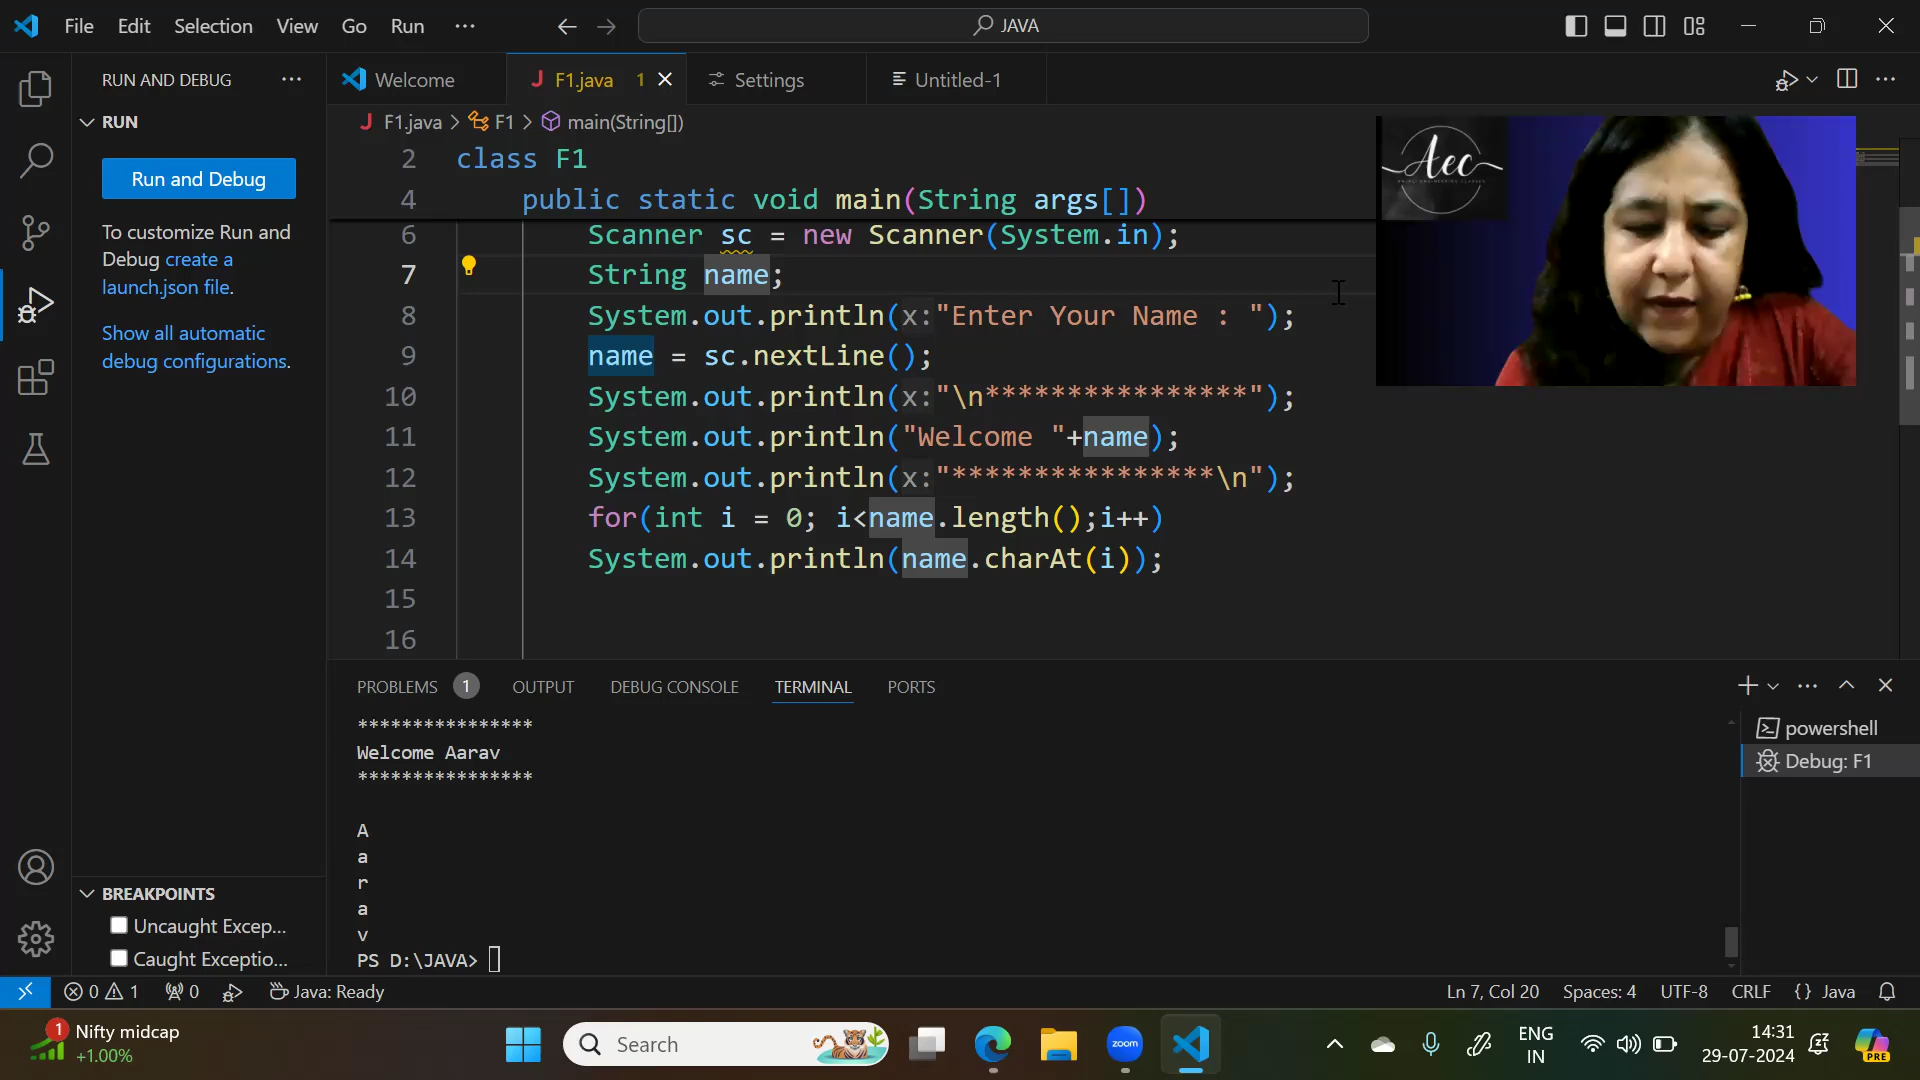 File Edit Selection View Go Run ···
JAVA
RUN AND DEBUG ···
Welcome
F1.java 1
Settings
Untitled-1
RUN
Run and Debug
To customize Run and
Debug create a
launch.json file.
Show all automatic
debug configurations.
F1.java > F1 > main(String[])
2 class F1
4 public static void main(String args[])
6 Scanner sc = new Scanner(System.in);
7 String name;
8 System.out.println(x:"Enter Your Name : ");
9 name = sc.nextLine();
10 System.out.println(x:"\n****************");
11 System.out.println("Welcome "+name);
12 System.out.println(x:"****************\n");
13 for(int i = 0; i<name.length();i++)
14 System.out.println(name.charAt(i));
15
16
Aec
PROBLEMS 1 OUTPUT DEBUG CONSOLE TERMINAL PORTS
****************
Welcome Aarav
****************
A
a
r
a
v
PS D:\JAVA>
powershell
Debug: F1
BREAKPOINTS
Uncaught Excep...
Caught Exceptio...
0 1 0 Java: Ready
Ln 7, Col 20 Spaces: 4 UTF-8 CRLF {} Java
1
Nifty midcap
+1.00%
Search
zoom
ENG
IN
14:31
29-07-2024
PRE